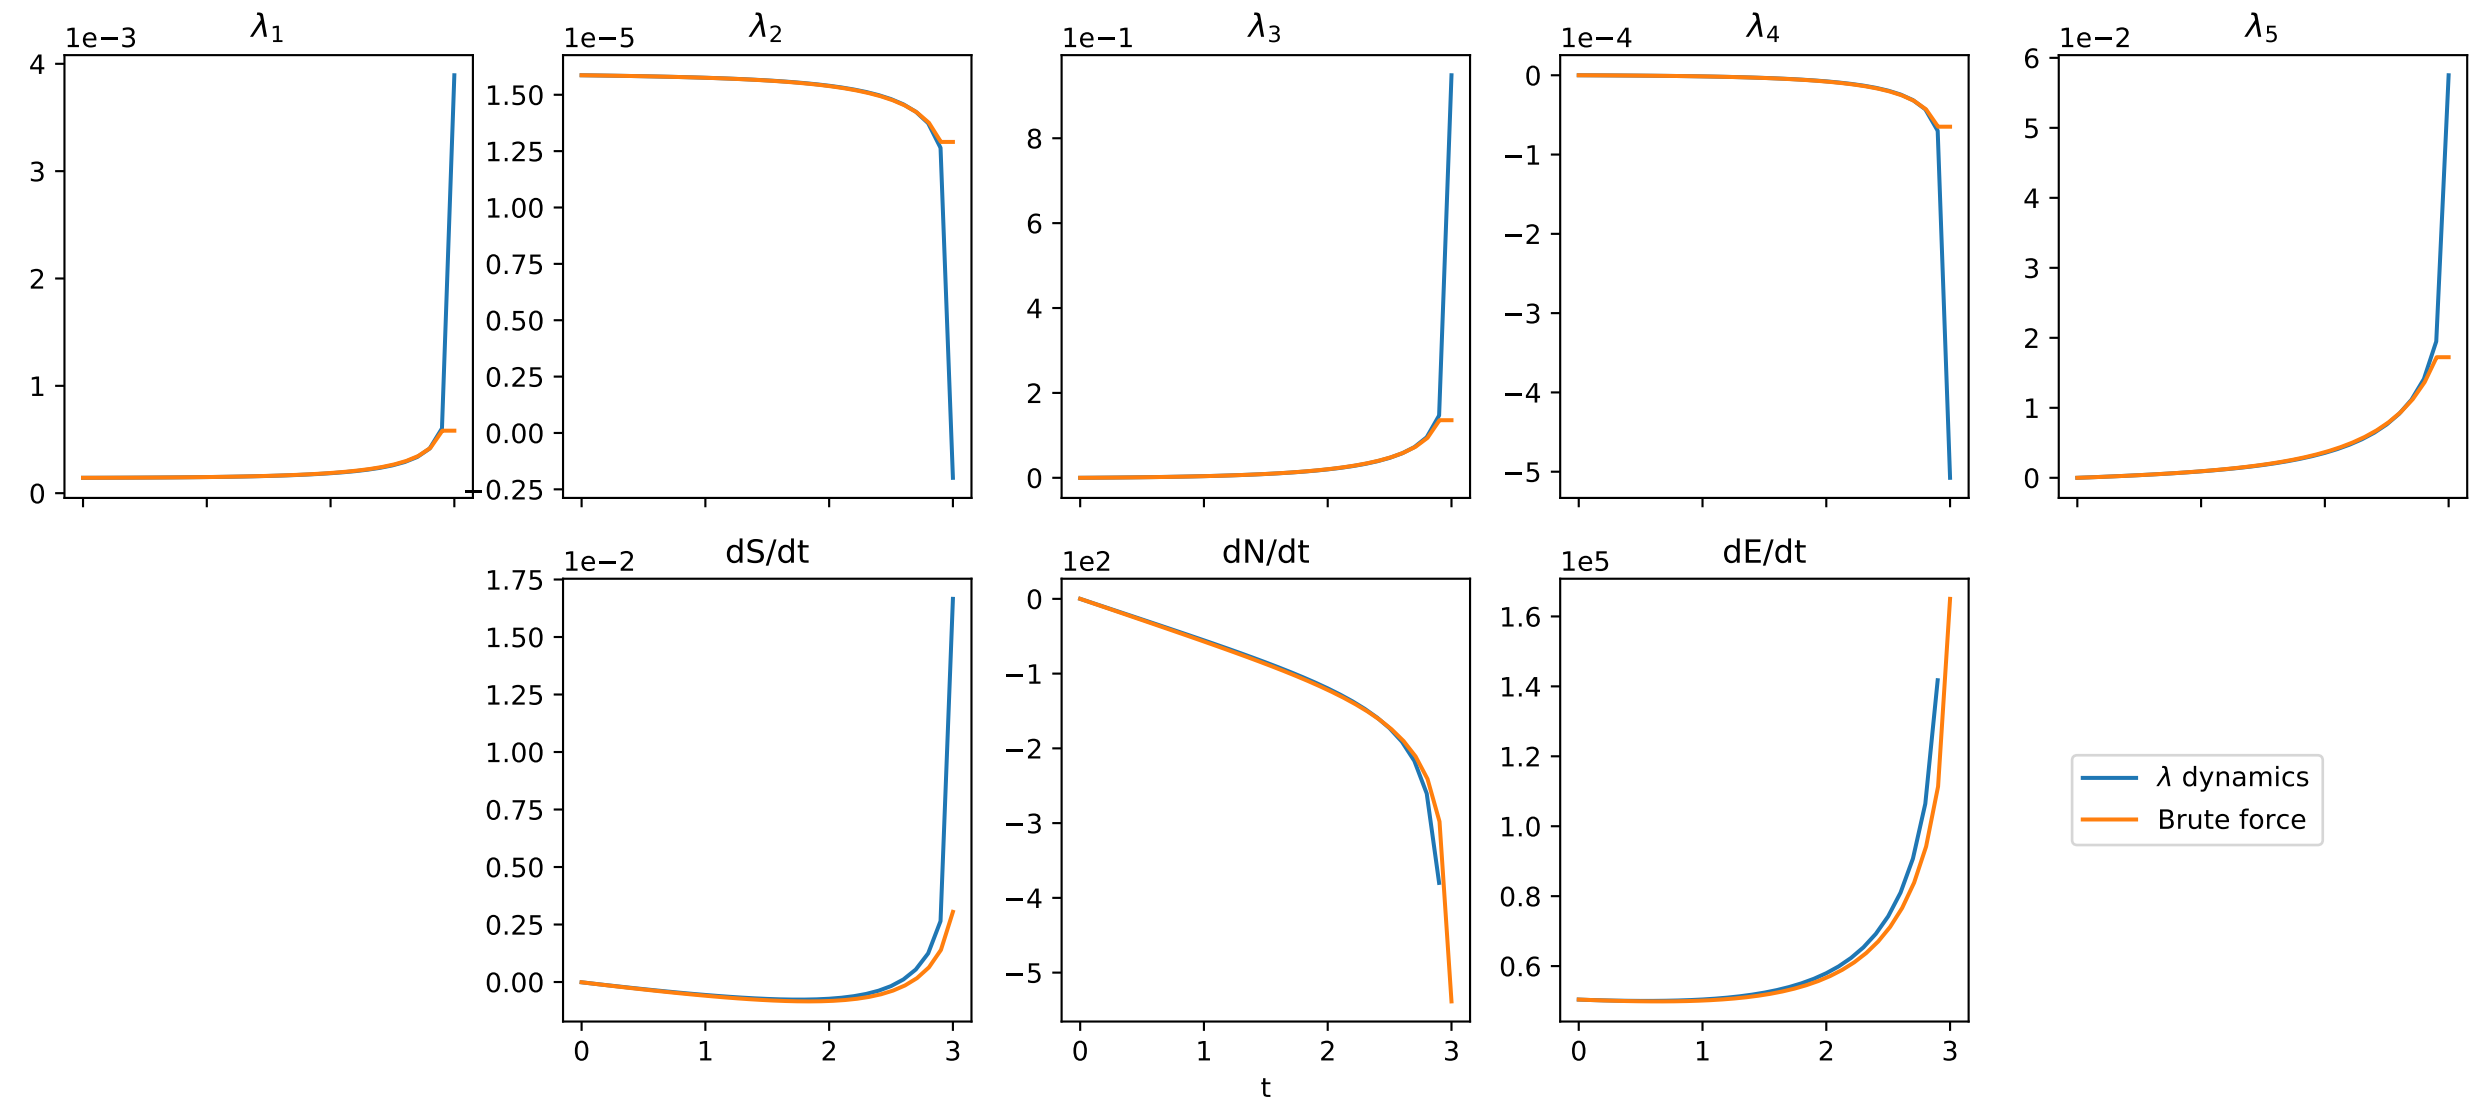 λ₁
1e−3
4
3
2
1
0
λ₂
1e−5
1.50
1.25
1.00
0.75
0.50
0.25
0.00
−0.25
λ₃
1e−1
8
6
4
2
0
λ₄
1e−4
0
−1
−2
−3
−4
−5
λ₅
1e−2
6
5
4
3
2
1
0
dS/dt
1e−2
1.75
1.50
1.25
1.00
0.75
0.50
0.25
0.00
0 1 2 3
dN/dt
1e2
0
−1
−2
−3
−4
−5
0 1 2 3
t
dE/dt
1e5
1.6
1.4
1.2
1.0
0.8
0.6
0 1 2 3
λ dynamics
Brute force